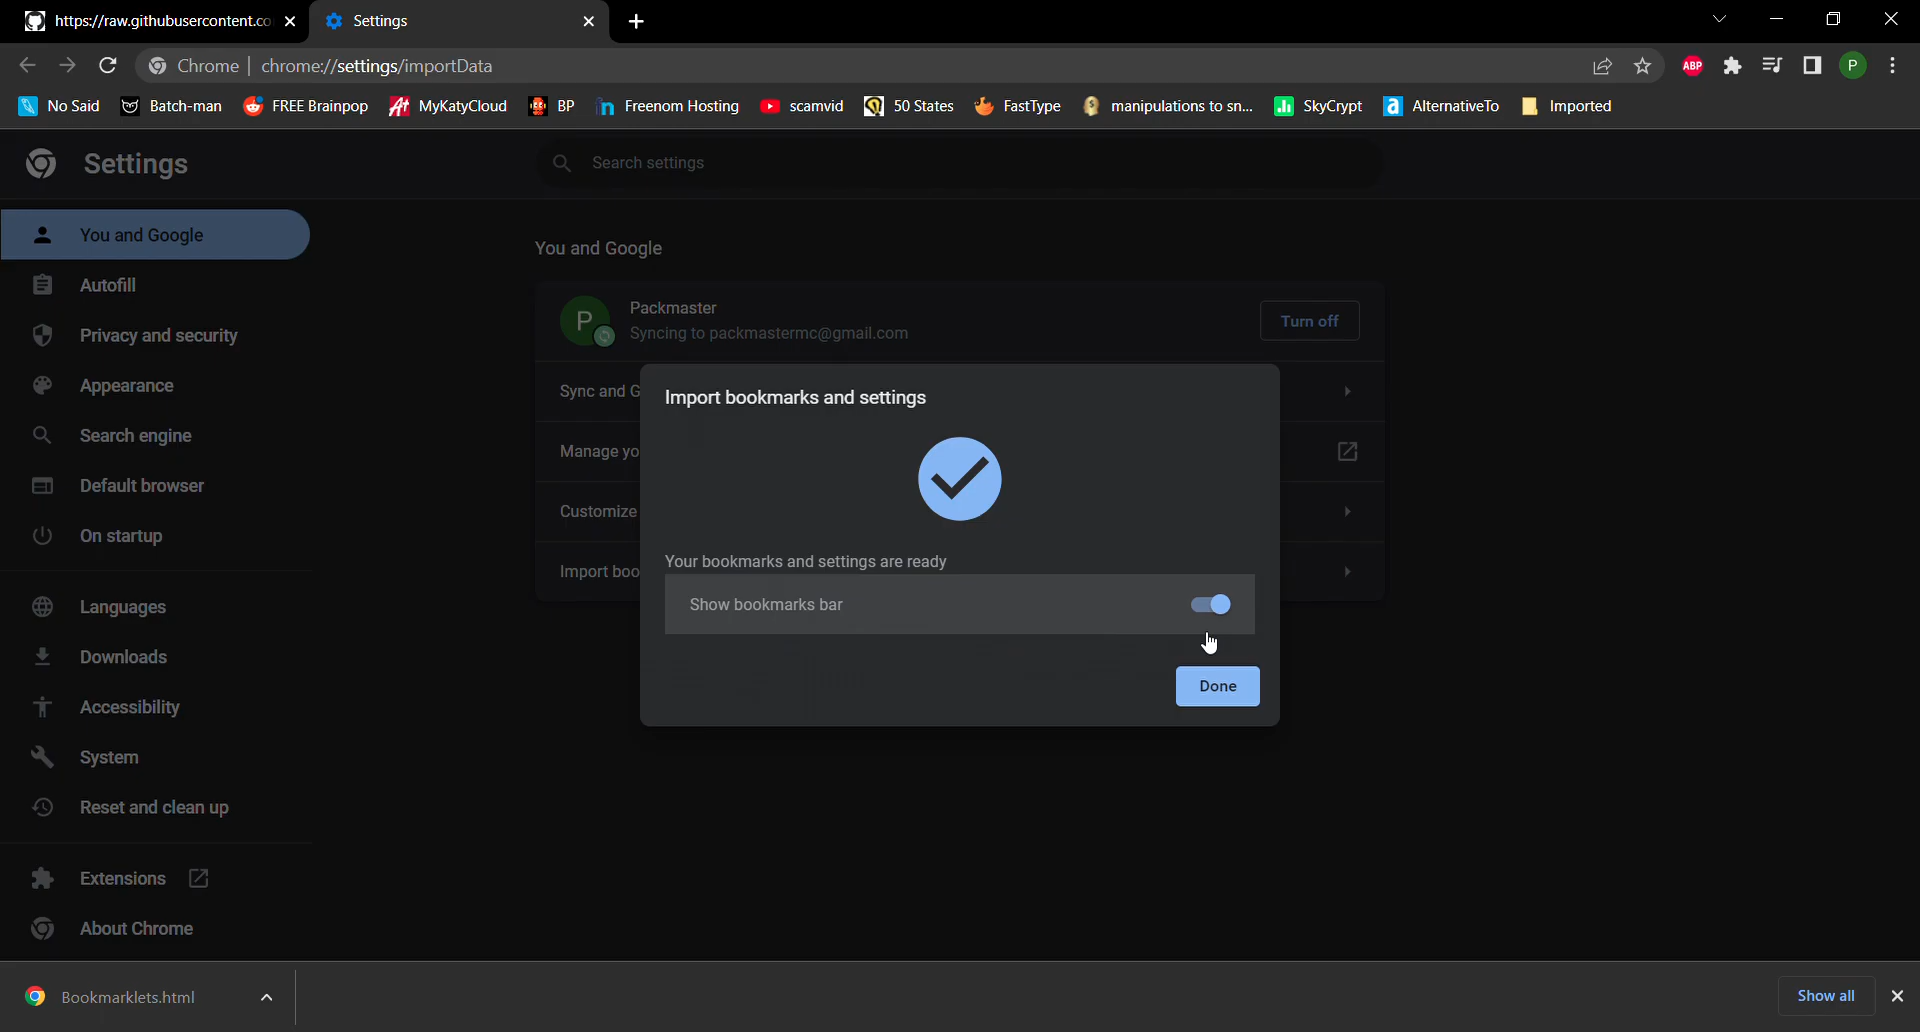 https://raw.githubusercontent.co
Settings
Chrome | chrome://settings/importData
ABP
P
No Said
Batch-man
FREE Brainpop
MyKatyCloud
BP
Freenom Hosting
scamvid
50 States
FastType
manipulations to sn...
SkyCrypt
AlternativeTo
Imported
Settings
Search settings
You and Google
Autofill
Privacy and security
Appearance
Search engine
Default browser
On startup
Languages
Downloads
Accessibility
System
Reset and clean up
Extensions
About Chrome
You and Google
P
Packmaster
Syncing to packmastermc@gmail.com
Turn off
Sync and G
Manage yo
Customize
Import boo
Import bookmarks and settings
Your bookmarks and settings are ready
Show bookmarks bar
Done
Bookmarklets.html
Show all